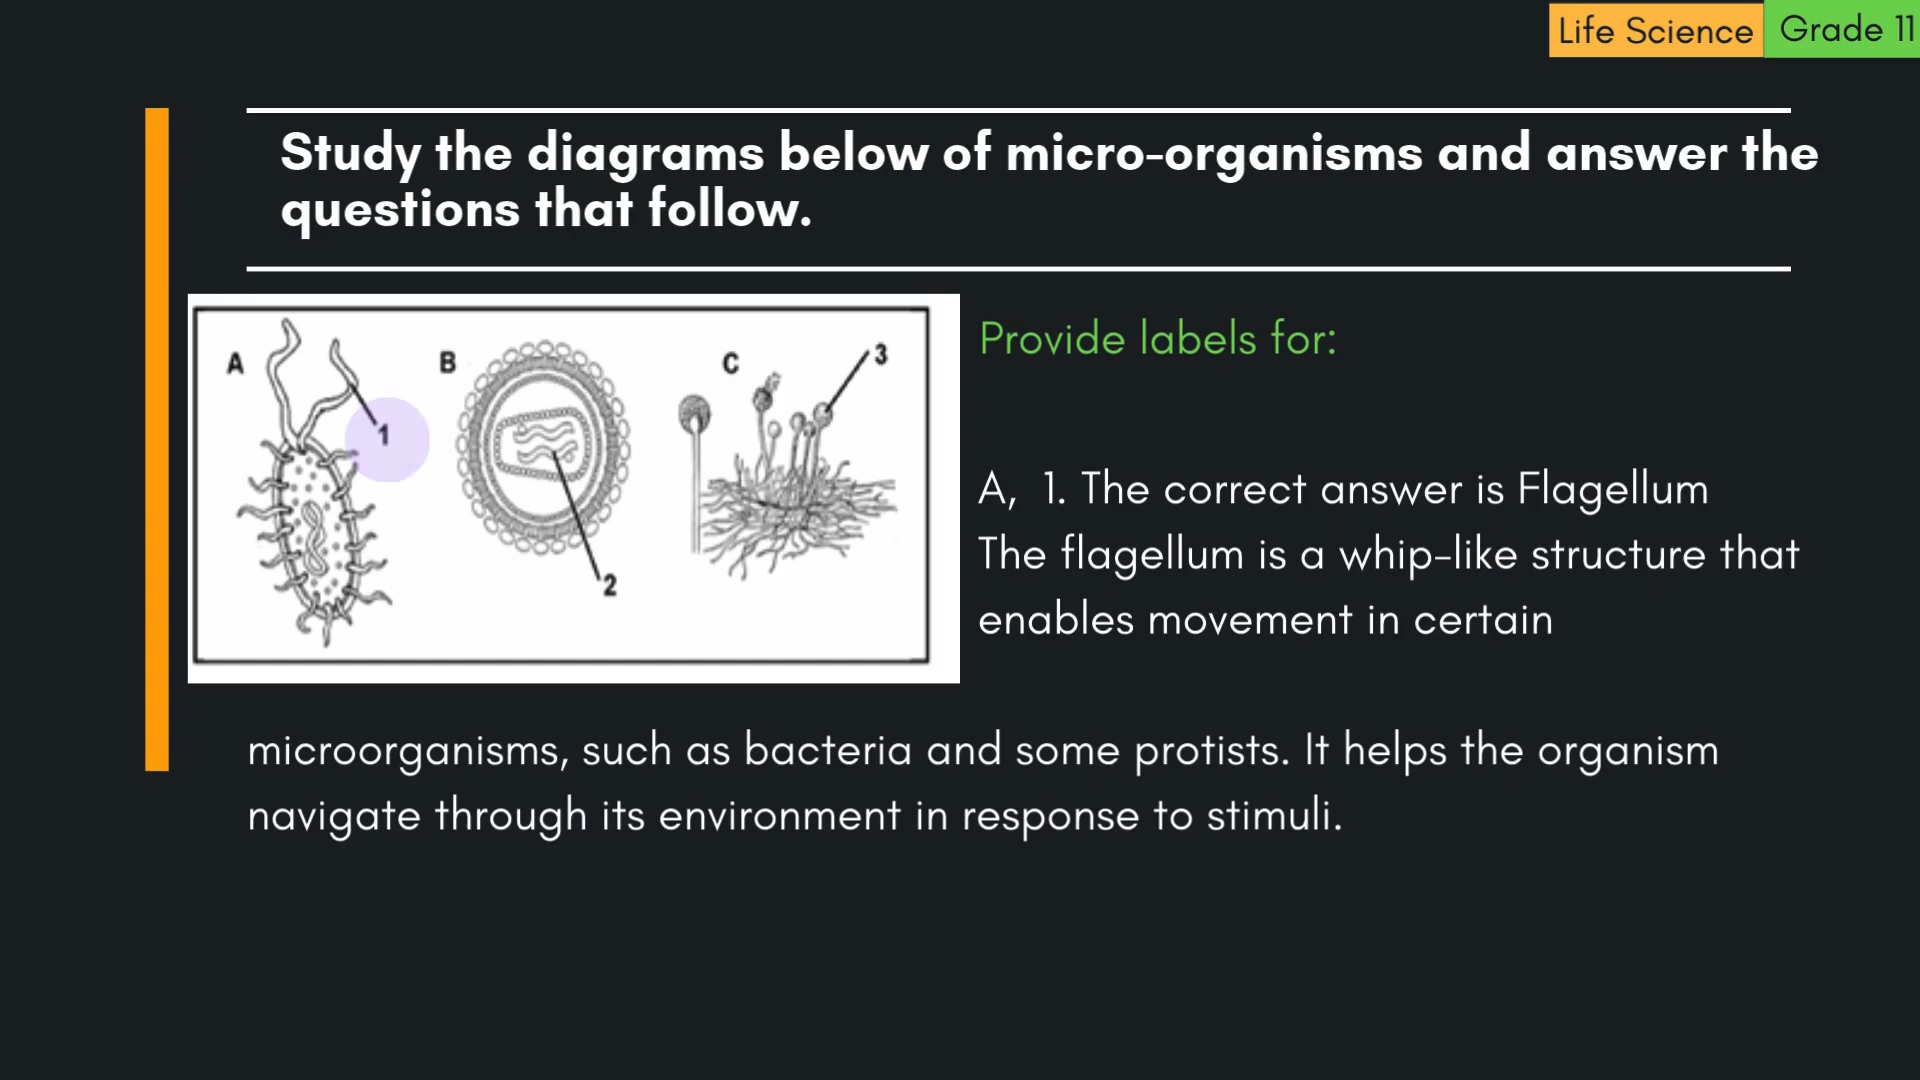 Life Science Grade 11
Study the diagrams below of micro-organisms and answer the
questions that follow.
A B C 3
1
2
Provide labels for:
A, 1. The correct answer is Flagellum
The flagellum is a whip-like structure that
enables movement in certain
microorganisms, such as bacteria and some protists. It helps the organism
navigate through its environment in response to stimuli.